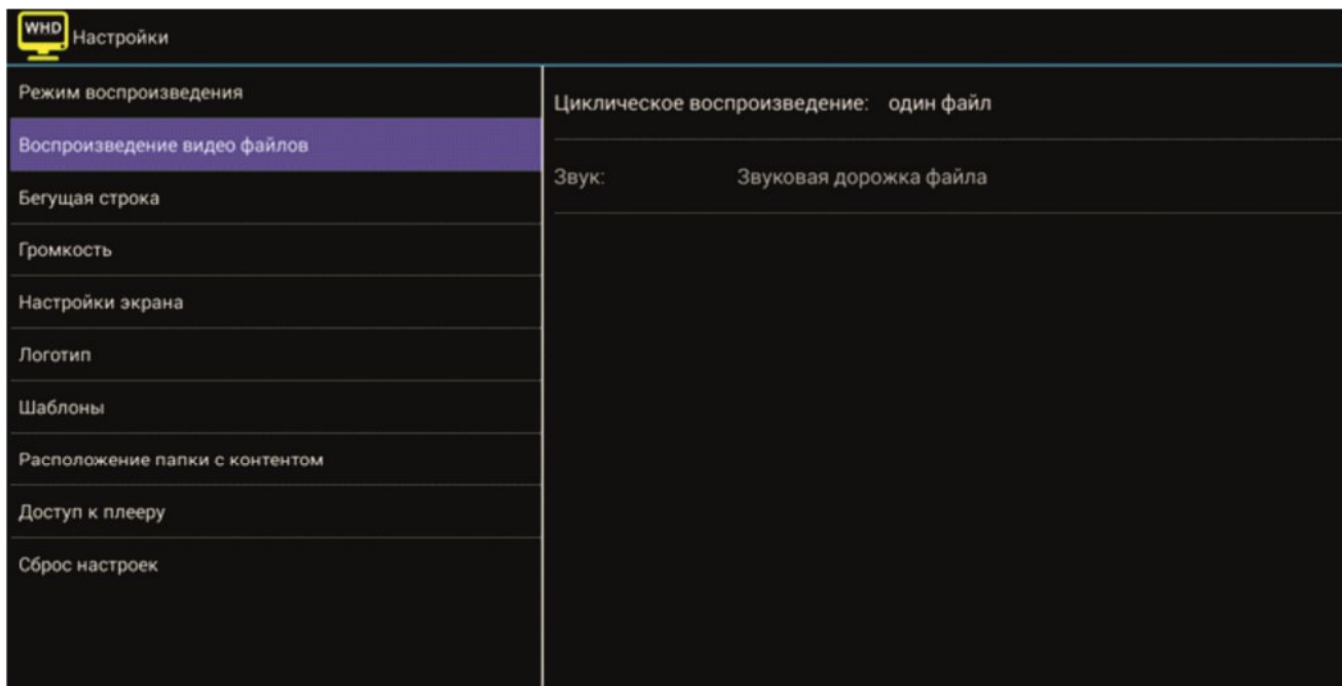 WHD
Настройки
Режим воспроизведения
Воспроизведение видео файлов
Бегущая строка
Громкость
Настройки экрана
Логотип
Шаблоны
Расположение папки с контентом
Доступ к плееру
Сброс настроек
Циклическое воспроизведение: один файл
Звук: Звуковая дорожка файла